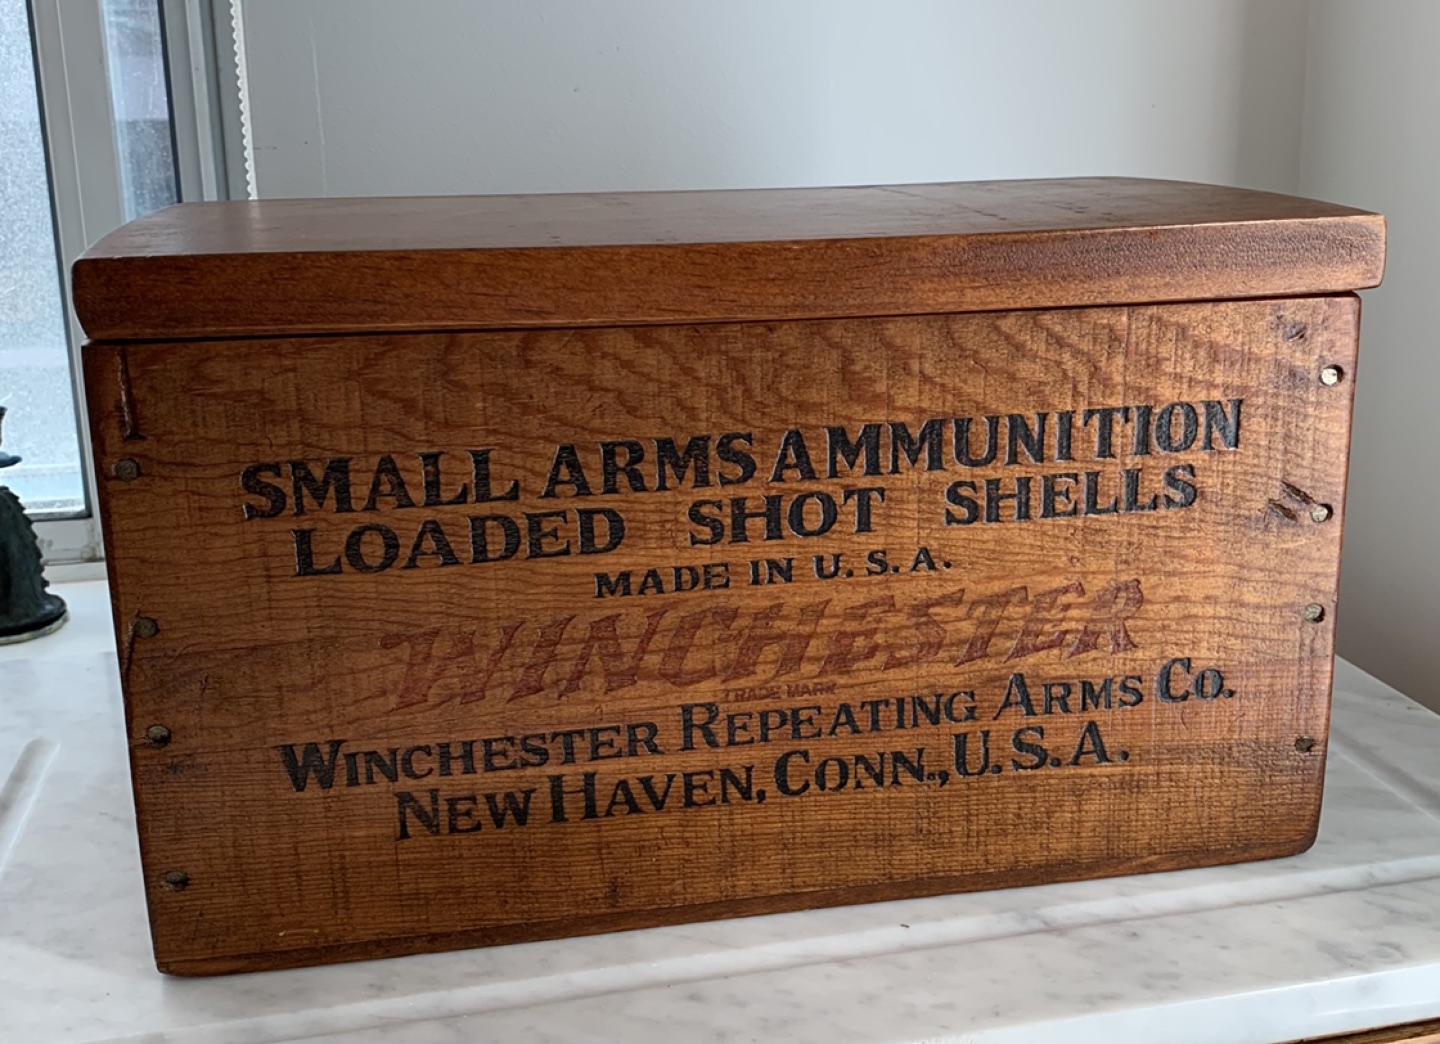 SMALL ARMS AMMUNITION
LOADED SHOT SHELLS
MADE IN U.S.A.
WINCHESTER
TRADE MARK
WINCHESTER REPEATING ARMS CO.
NEW HAVEN, CONN., U.S.A.